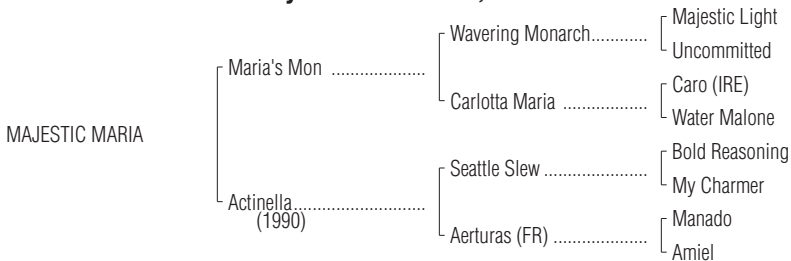 Majestic Light
Wavering Monarch............
Uncommitted
Maria's Mon ....................
Caro (IRE)
Carlotta Maria ..................
Water Malone
MAJESTIC MARIA
Bold Reasoning
Seattle Slew ......................
My Charmer
Actinella............................
(1990)
Manado
Aerturas (FR) ....................
Amiel